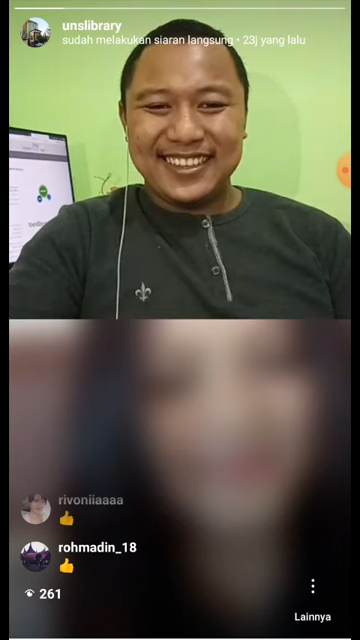 unslibrary
sudah melakukan siaran langsung • 23j yang lalu
rivoniiaaaa
👍
rohmadin_18
👍
261
Lainnya